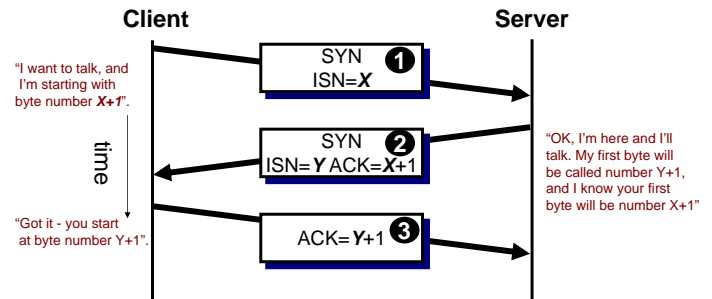 Client
Server
SYN 1
ISN=X
“I want to talk, and
I’m starting with
byte number X+1”.
SYN 2
ISN=Y ACK=X+1
“OK, I’m here and I’ll
talk. My first byte will
be called number Y+1,
and I know your first
byte will be number X+1”
time
“Got it - you start
at byte number Y+1”.
ACK=Y+1 3